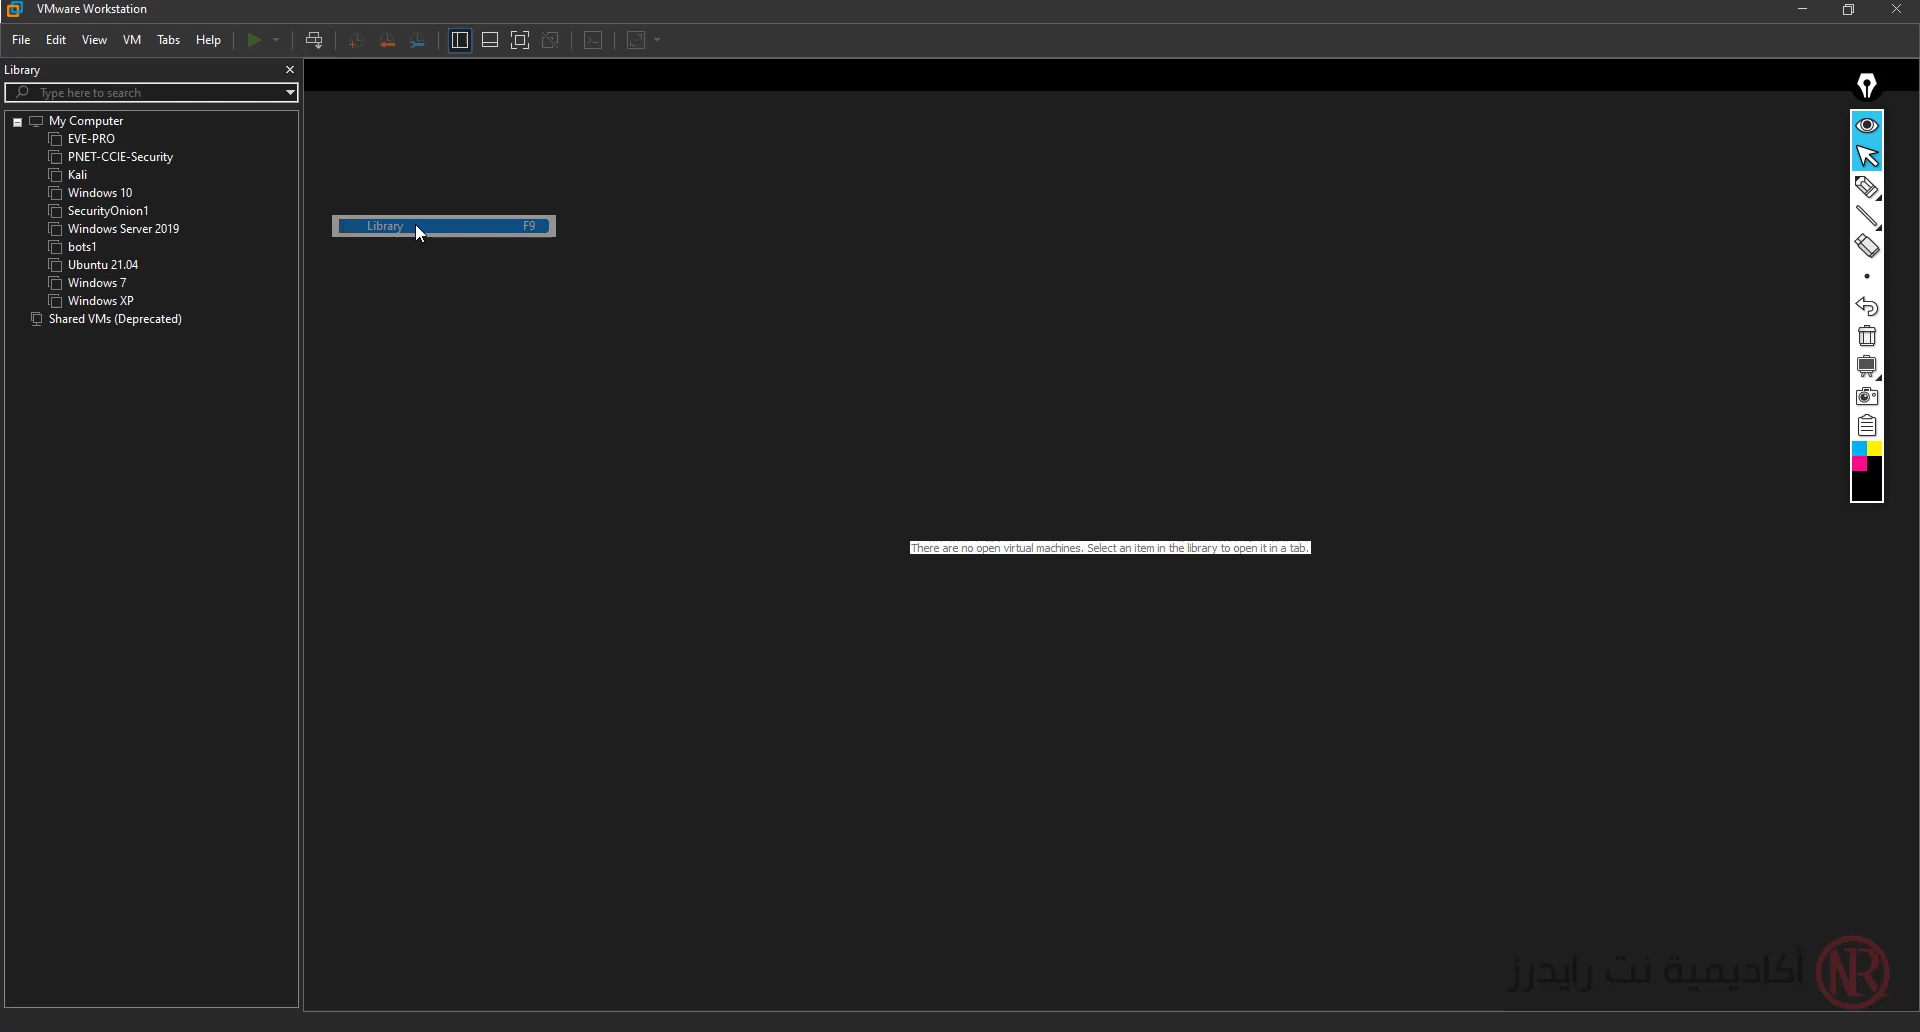 VMware Workstation
File Edit View VM Tabs Help
Library
Type here to search
My Computer
EVE-PRO
PNET-CCIE-Security
Kali
Windows 10
SecurityOnion1
Windows Server 2019
bots1
Ubuntu 21.04
Windows 7
Windows XP
Shared VMs (Deprecated)
Library F9
There are no open virtual machines. Select an item in the library to open it in a tab.
أكاديمية نت رايدرز
NR